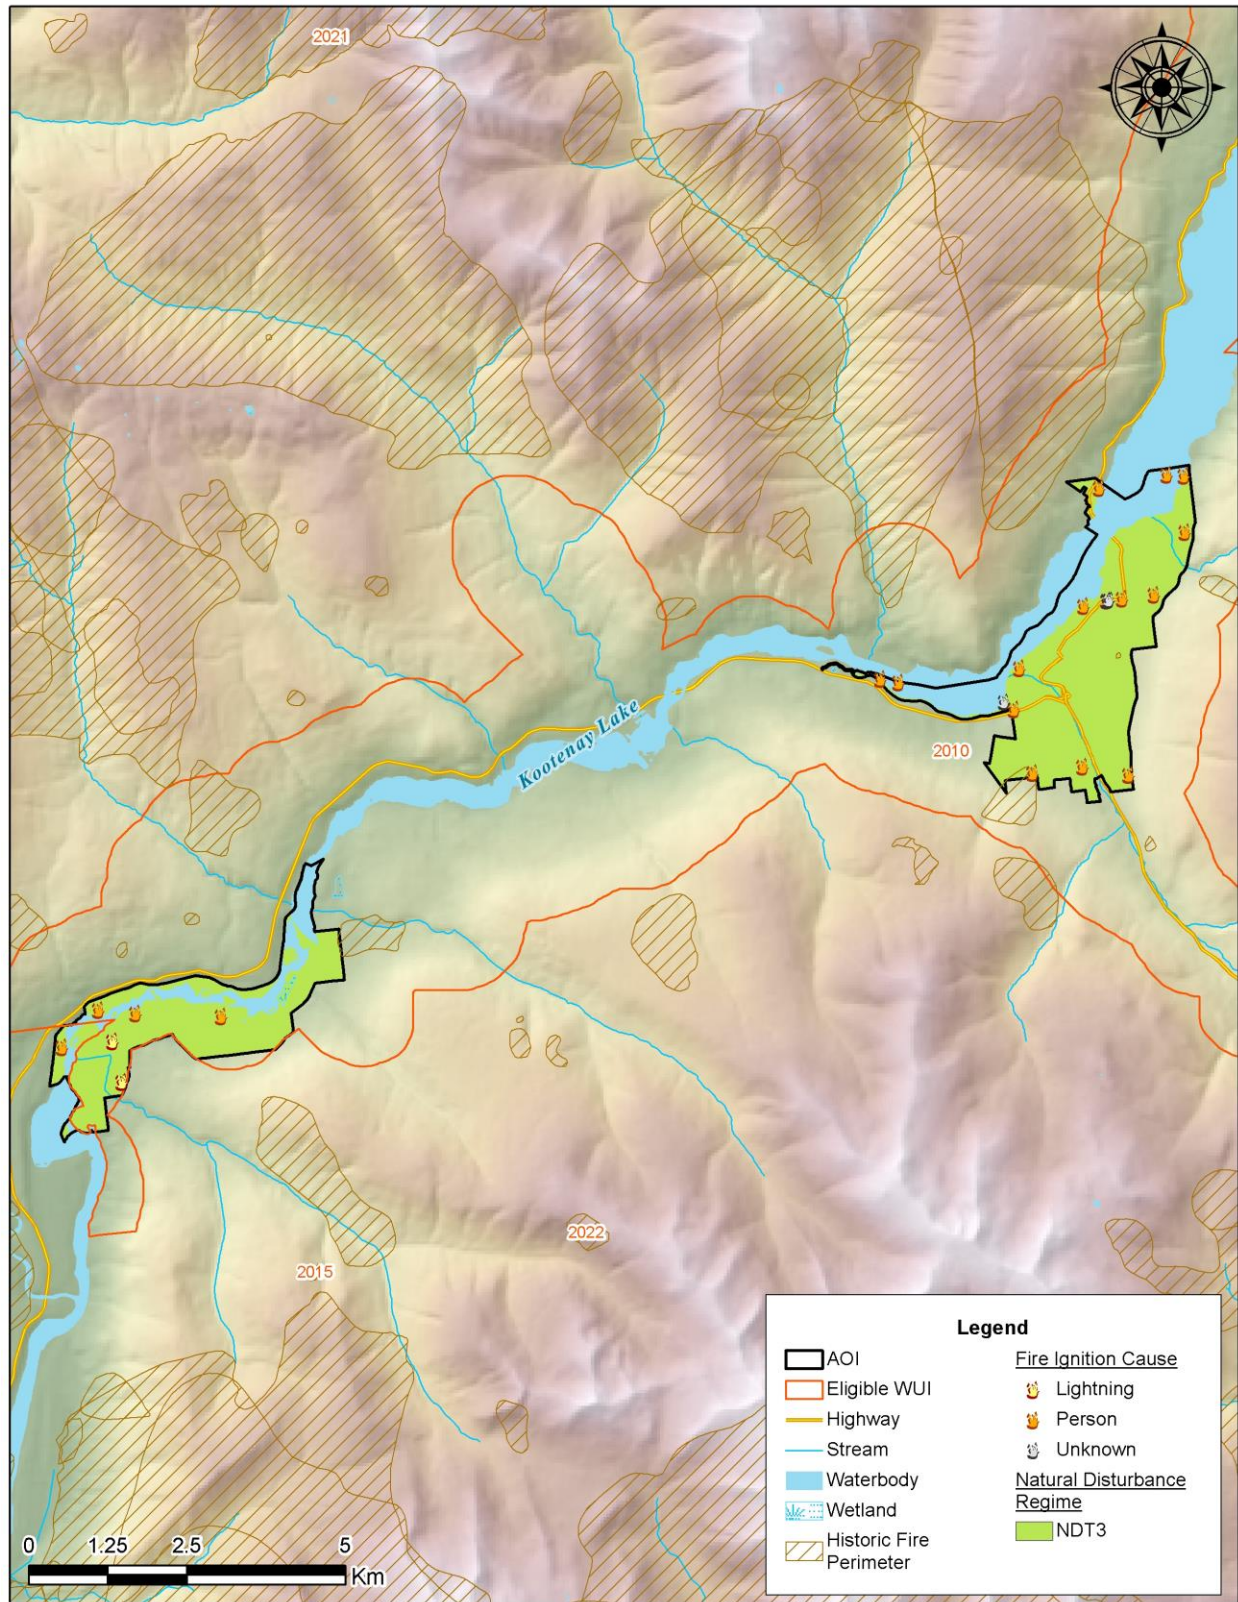 2021
Kootenay Lake
2010
2022
2015
Legend
AOI
Eligible WUI
Highway
Stream
Waterbody
Wetland
Historic Fire
Perimeter
Fire Ignition Cause
Lightning
Person
Unknown
Natural Disturbance
Regime
NDT3
0 1.25 2.5 5
Km